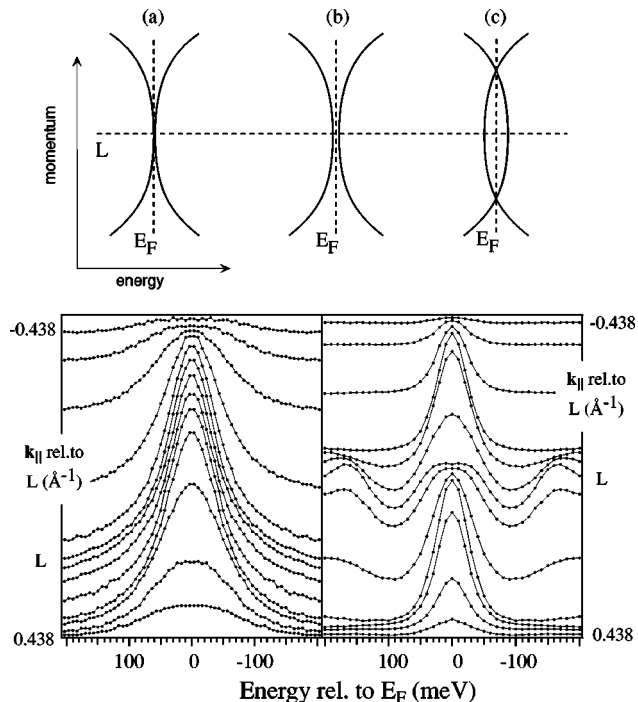 (a) (b) (c)
momentum
L
E_F E_F E_F
energy
-0.438 -0.438
k|| rel.to
L (Å⁻¹)
k|| rel.to
L (Å⁻¹)
L
L
0.438 0.438
100 0 -100 100 0 -100
Energy rel. to E_F (meV)